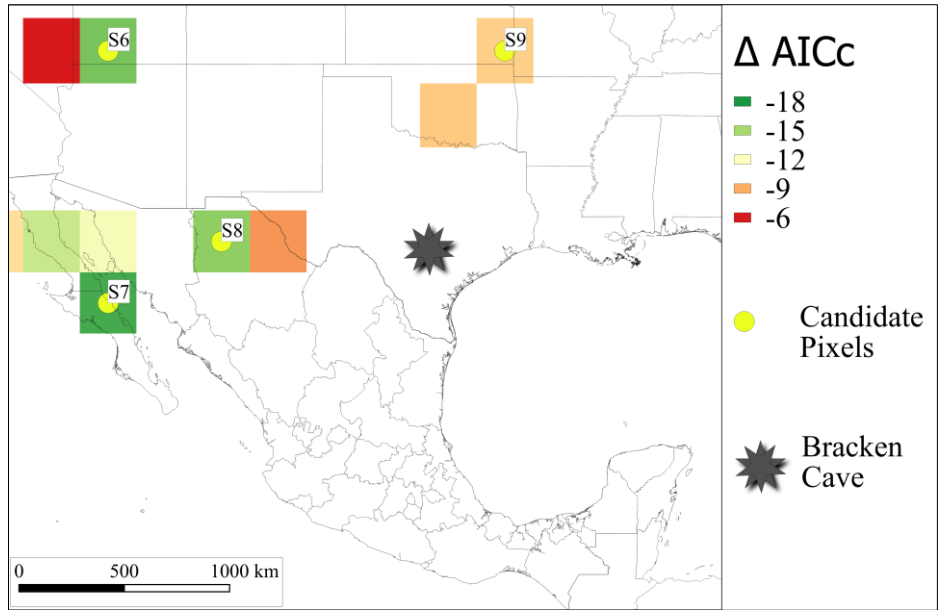 S6
S9
S8
S7
0 500 1000 km
Δ AICc
-18
-15
-12
-9
-6
Candidate
Pixels
Bracken
Cave